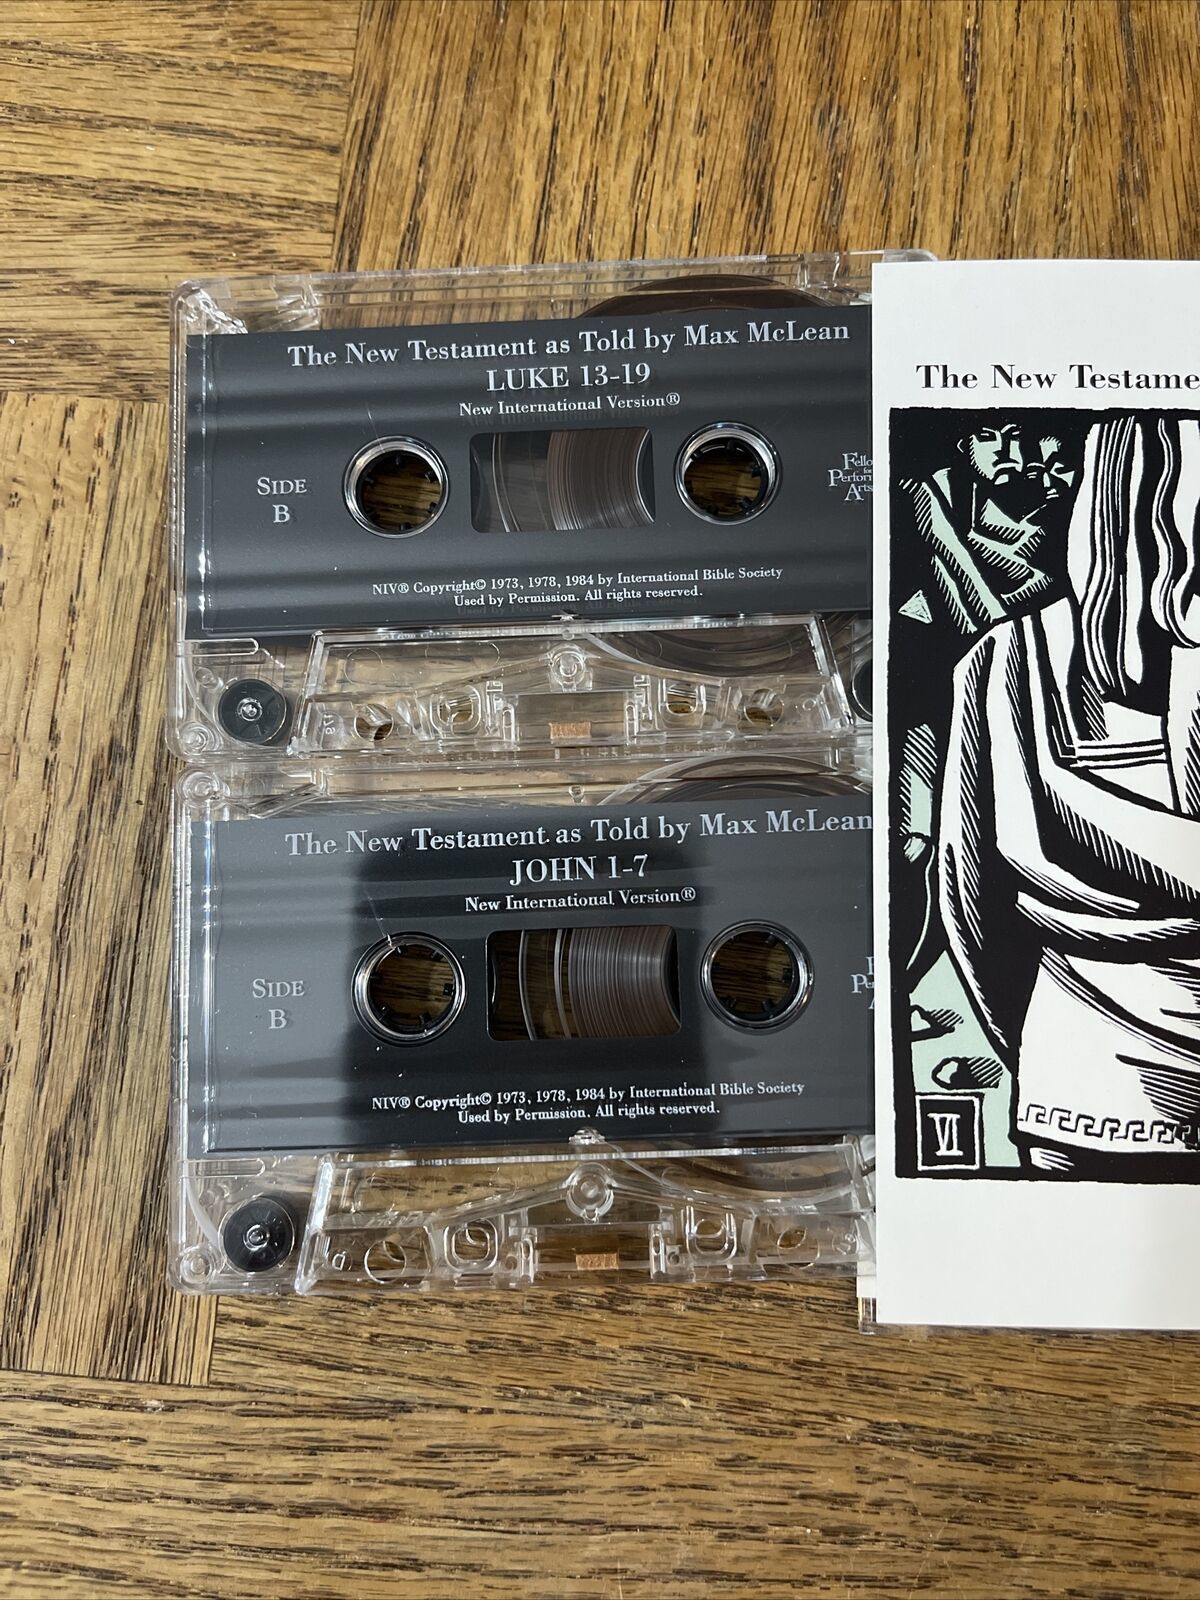 The New Testament as Told by Max McLean
LUKE 13-19
New International Version®
SIDE
B
for
Arts
NIV® Copyright© 1973, 1978, 1984 by International Bible Society
Used by Permission. All rights reserved.
The New Testament as Told by Max McLean
JOHN 1-7
New International Version®
SIDE
B
NIV® Copyright© 1973, 1978, 1984 by International Bible Society
Used by Permission. All rights reserved.
The New Testame
VI